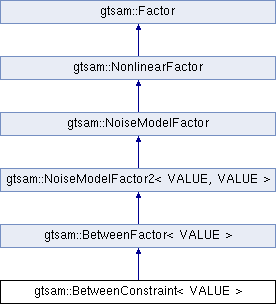 gtsam::Factor
gtsam::NonlinearFactor
gtsam::NoiseModelFactor
gtsam::NoiseModelFactor2< VALUE, VALUE >
gtsam::BetweenFactor< VALUE >
gtsam::BetweenConstraint< VALUE >